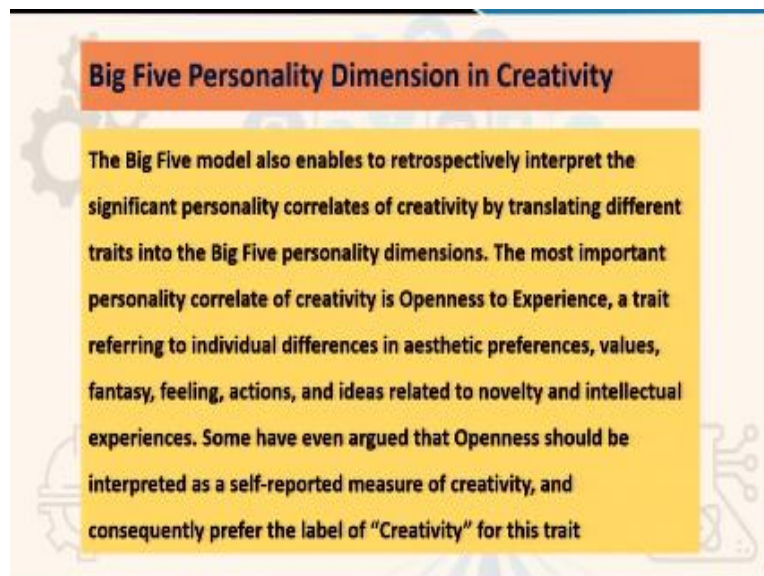 Big Five Personality Dimension in Creativity
The Big Five model also enables to retrospectively interpret the
significant personality correlates of creativity by translating different
traits into the Big Five personality dimensions. The most important
personality correlate of creativity is Openness to Experience, a trait
referring to individual differences in aesthetic preferences, values,
fantasy, feeling, actions, and ideas related to novelty and intellectual
experiences. Some have even argued that Openness should be
interpreted as a self-reported measure of creativity, and
consequently prefer the label of “Creativity” for this trait